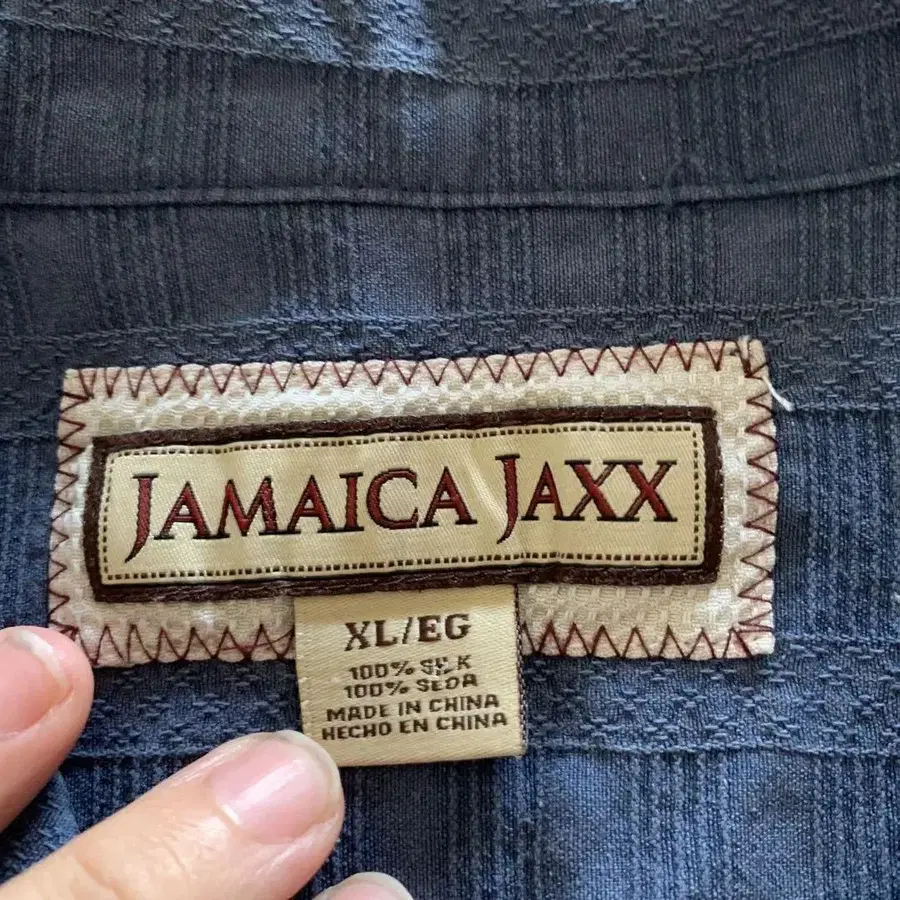 JAMAICA JAXX
XL/EG
100% SILK
100% SEDA
MADE IN CHINA
HECHO EN CHINA